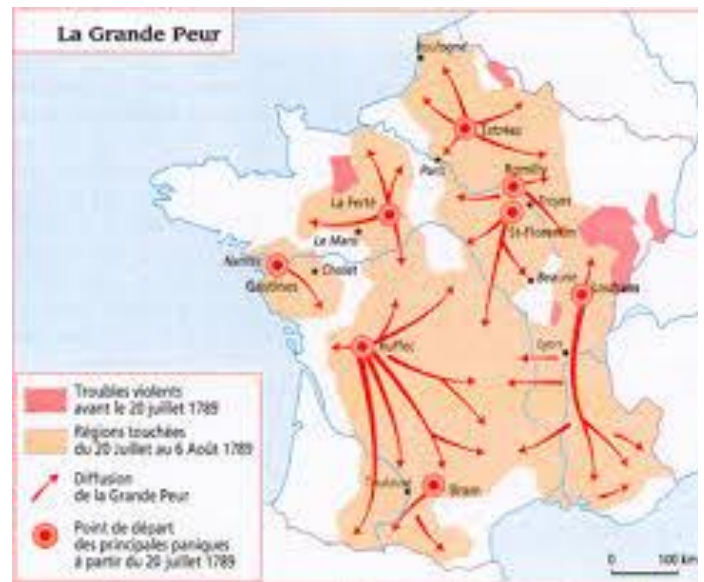 La Grande Peur
Boulogne
Estrées
Paris
Romilly
Troyes
La Ferté
St-Florentin
Le Mans
Nantes
Cholet
Beaune
Louhans
Ruffec
Lyon
Troubles violents
avant le 20 juillet 1789
Régions touchées
du 20 Juillet au 6 Août 1789
Diffusion
de la Grande Peur
Toulouse
Point de départ
des principales paniques
à partir du 20 juillet 1789
0 100 km